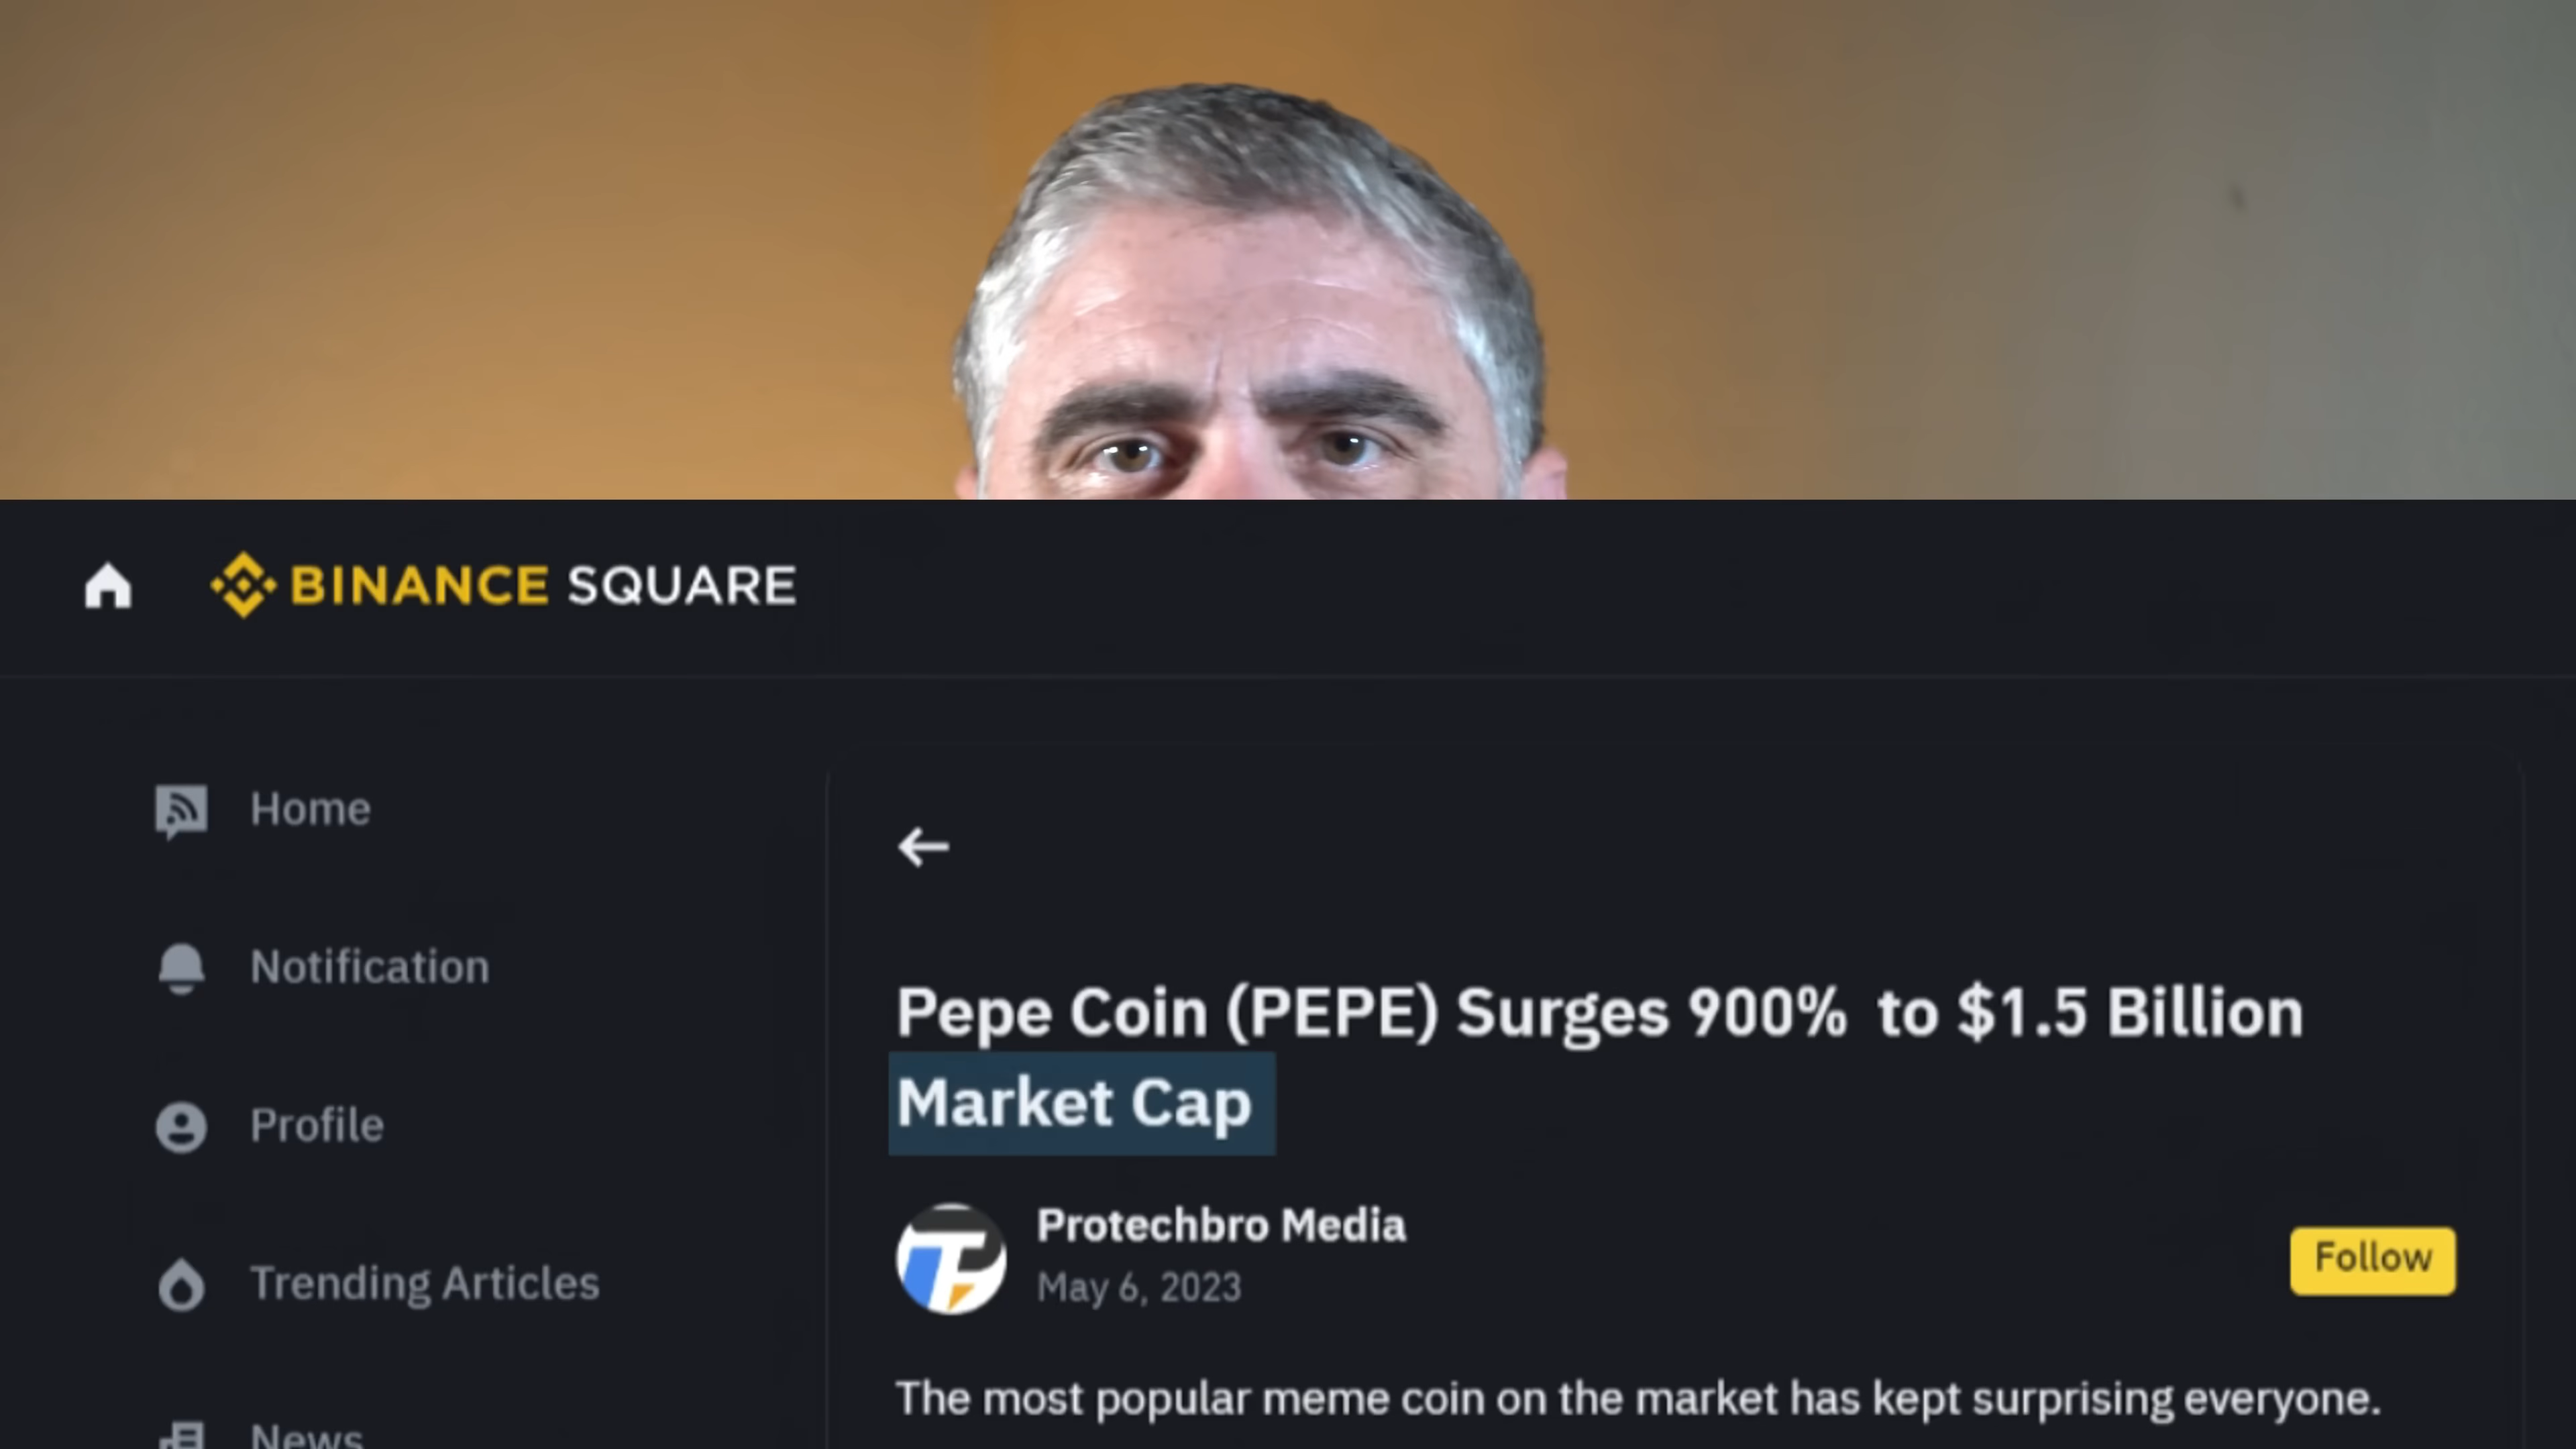 BINANCE SQUARE
Home
Notification
Profile
Trending Articles
News
Pepe Coin (PEPE) Surges 900% to $1.5 Billion
Market Cap
Protechbro Media
May 6, 2023
Follow
The most popular meme coin on the market has kept surprising everyone.